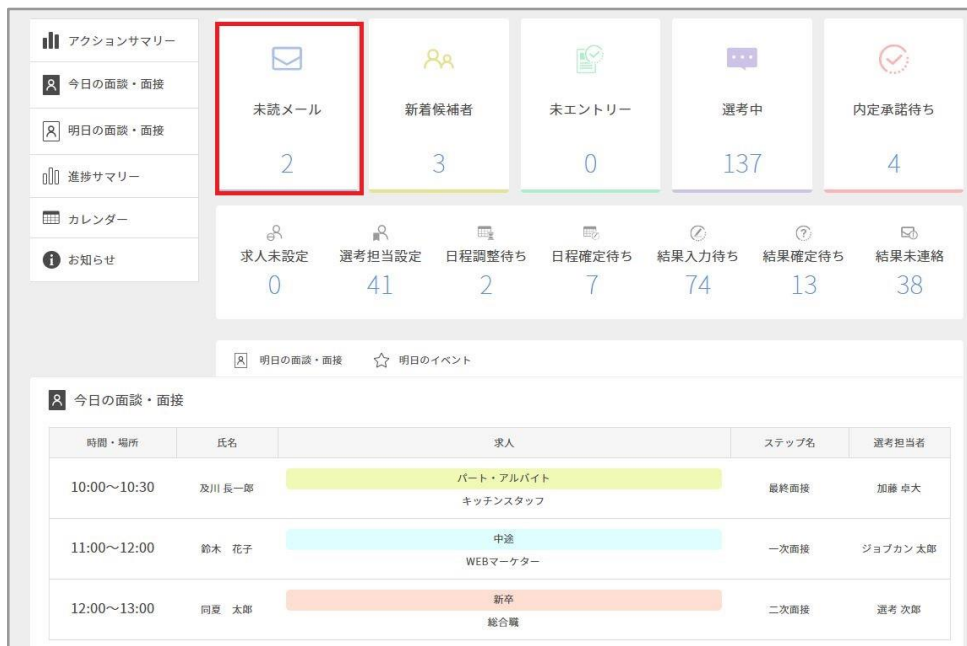 アクションサマリー
今日の面談・面接
明日の面談・面接
進捗サマリー
カレンダー
お知らせ
未読メール 新着候補者 未エントリー 選考中 内定承諾待ち
2 3 0 137 4
求人未設定 選考担当設定 日程調整待ち 日程確定待ち 結果入力待ち 結果確定待ち 結果未連絡
0 41 2 7 74 13 38
明日の面談・面接 明日のイベント
今日の面談・面接
時間・場所 氏名 求人 ステップ名 選考担当者
パート・アルバイト
10:00〜10:30 及川 長一郎 最終面接 加藤 卓大
キッチンスタッフ
中途
11:00〜12:00 鈴木 花子 一次面接 ジョブカン 太郎
WEBマーケター
新卒
12:00〜13:00 同夏 太郎 二次面接 選考 次郎
総合職